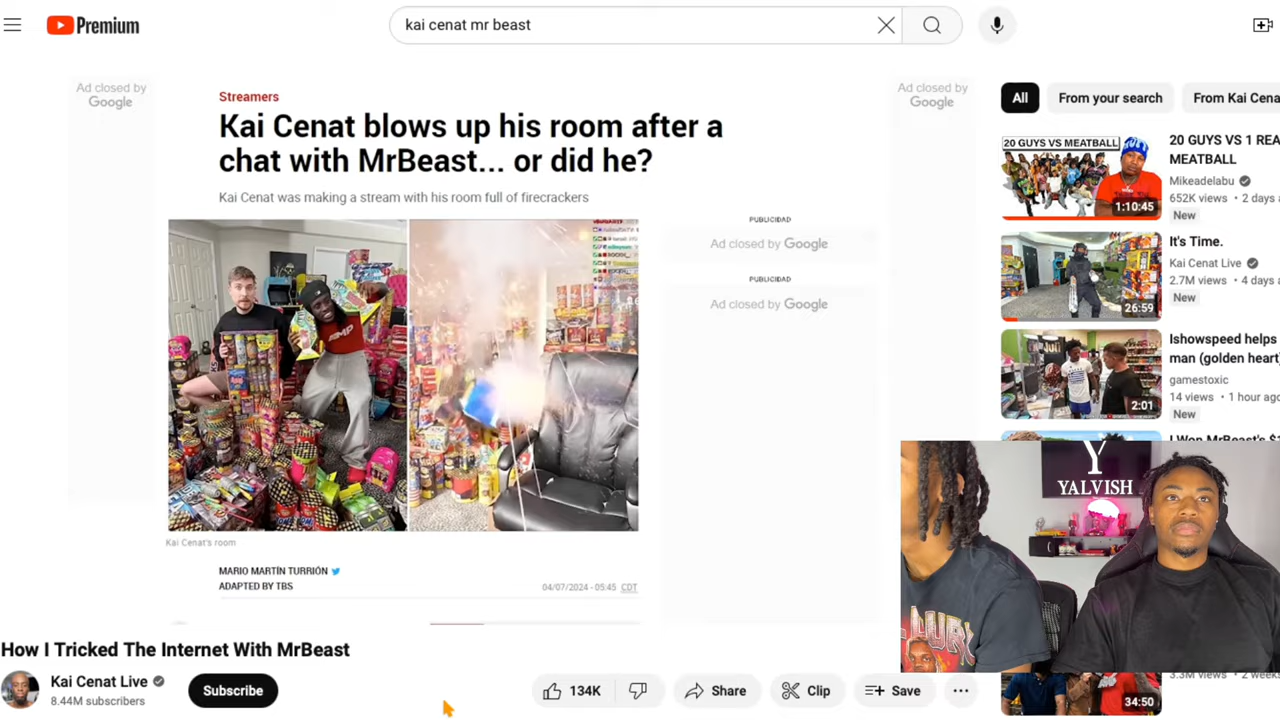 Premium
kai cenat mr beast
Ad closed by
Google
Streamers
Kai Cenat blows up his room after a
chat with MrBeast... or did he?
Kai Cenat was making a stream with his room full of firecrackers
Kai Cenat's room
MARIO MARTÍN TURRIÓN
ADAPTED BY TBS
04/07/2024 - 05:45 CDT
PUBLICIDAD
Ad closed by Google
PUBLICIDAD
Ad closed by Google
Ad closed by
Google
How I Tricked The Internet With MrBeast
Kai Cenat Live
8.44M subscribers
Subscribe
134K
Share
Clip
Save
All
From your search
From Kai Cena
20 GUYS VS MEATBALL
1:10:45
20 GUYS VS 1 REA
MEATBALL
Mikeadelabu
652K views • 2 days a
New
26:59
It's Time.
Kai Cenat Live
2.7M views • 4 days a
New
2:01
Ishowspeed helps
man (golden heart)
gamestoxic
14 views • 1 hour ago
New
I Won MrBeast's $
Y
YALVISH
3.3M views • 2 week
34:50